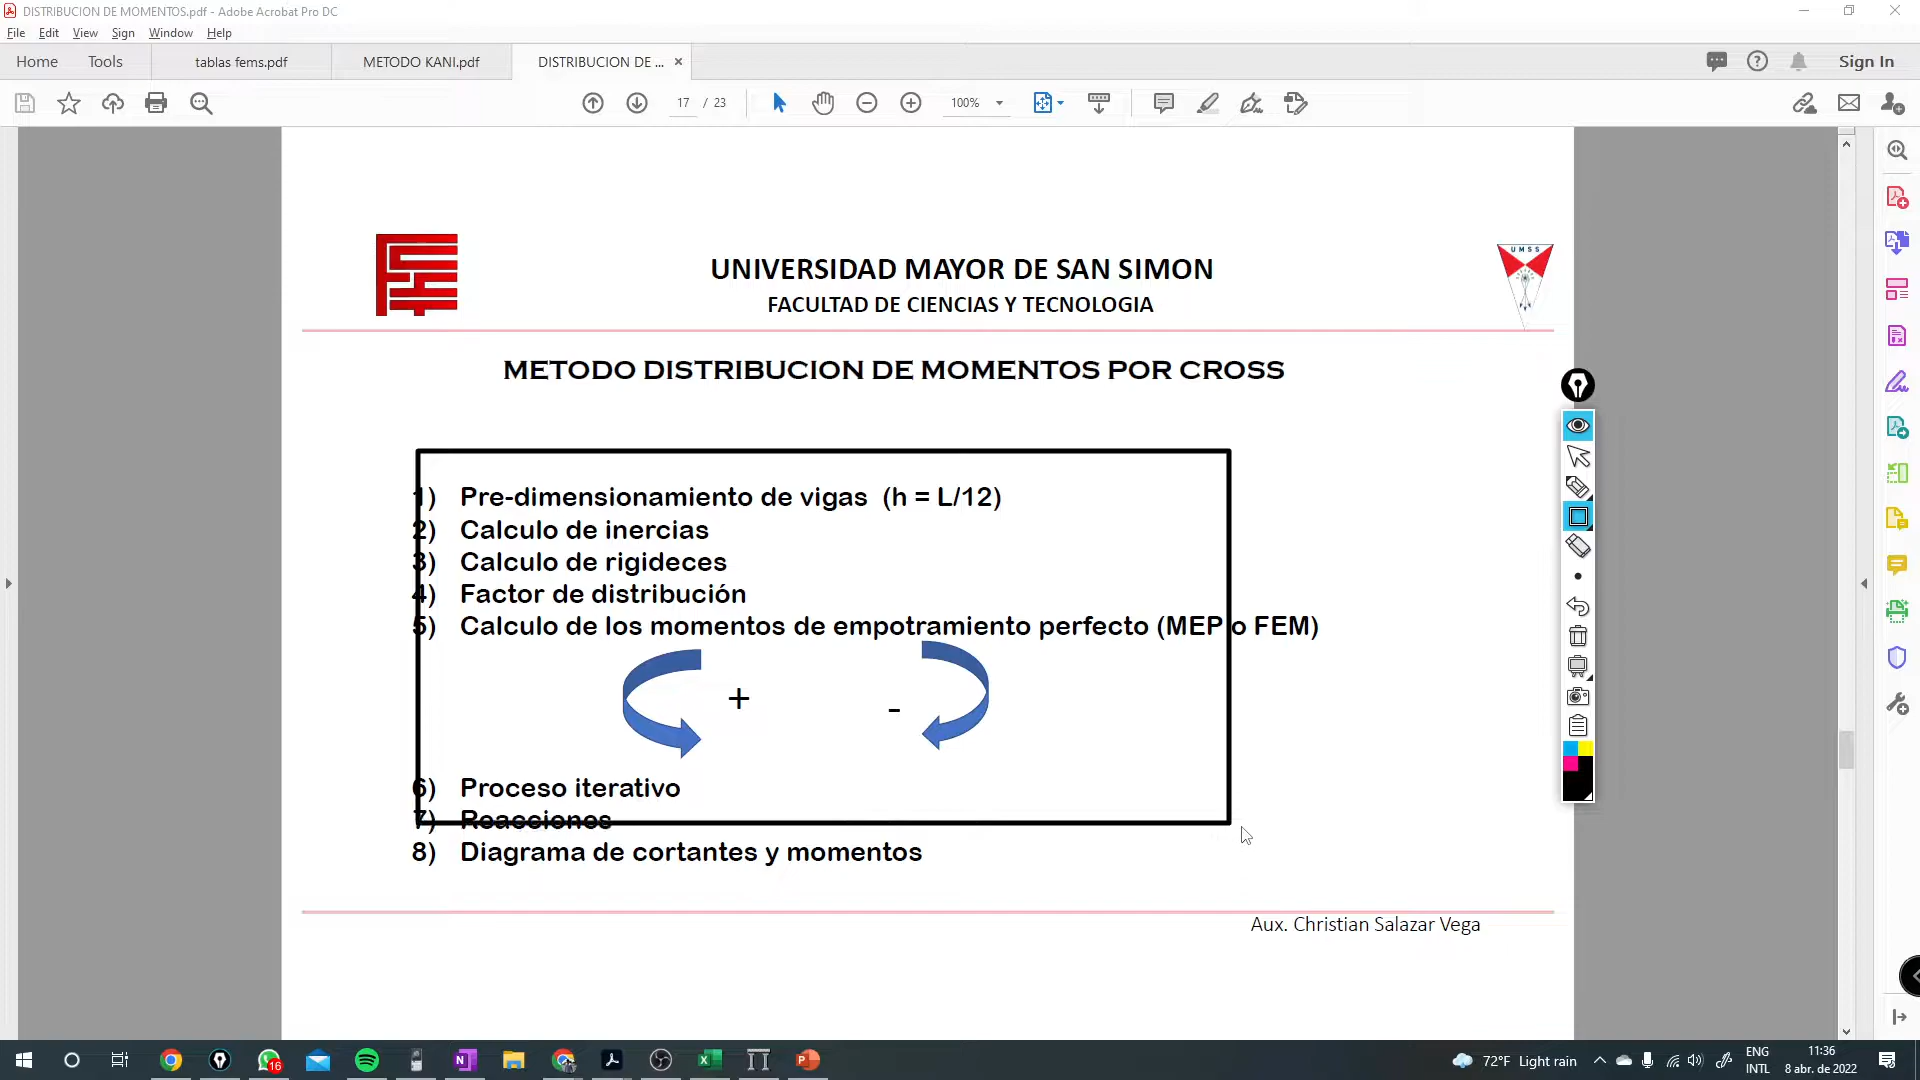 DISTRIBUCION DE MOMENTOS.pdf - Adobe Acrobat Pro DC
File Edit View Sign Window Help
Home Tools tablas fems.pdf METODO KANI.pdf DISTRIBUCION DE ... × Sign In
17 / 23 100%
UMSS
UNIVERSIDAD MAYOR DE SAN SIMON
FACULTAD DE CIENCIAS Y TECNOLOGIA
METODO DISTRIBUCION DE MOMENTOS POR CROSS
1) Pre-dimensionamiento de vigas (h = L/12)
2) Calculo de inercias
3) Calculo de rigideces
4) Factor de distribución
5) Calculo de los momentos de empotramiento perfecto (MEP o FEM)
+ -
6) Proceso iterativo
7) Reacciones
8) Diagrama de cortantes y momentos
Aux. Christian Salazar Vega
16
72°F Light rain
ENG
INTL
11:36
8 abr. de 2022